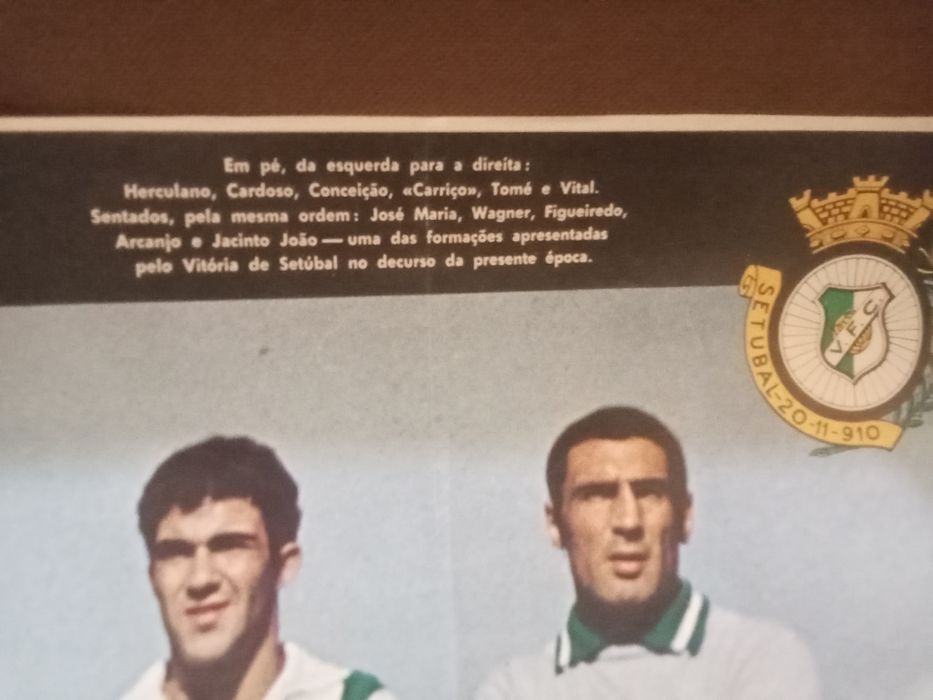 Em pé, da esquerda para a direita:
Herculano, Cardoso, Conceição, «Carriço», Tomé e Vital.
Sentados, pela mesma ordem: José Maria, Wagner, Figueiredo,
Arcanjo e Jacinto João — uma das formações apresentadas
pelo Vitória de Setúbal no decurso da presente época.
SETUBAL-20-11-910
V.F.C.